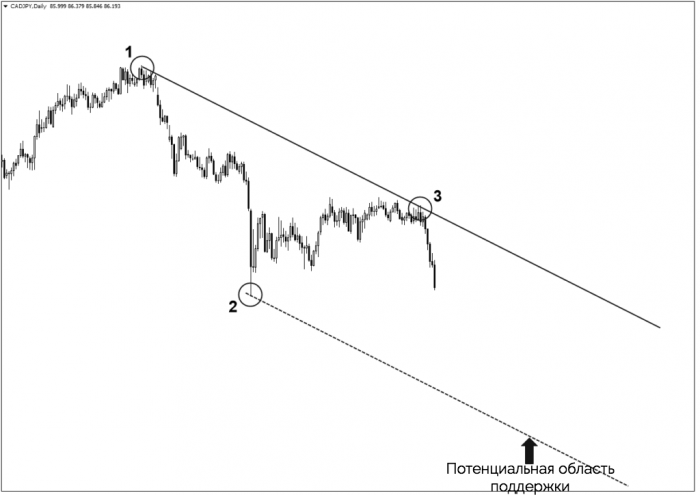 CADJPY,Daily 85.999 86.379 85.846 86.193
1
3
2
Потенциальная область
поддержки